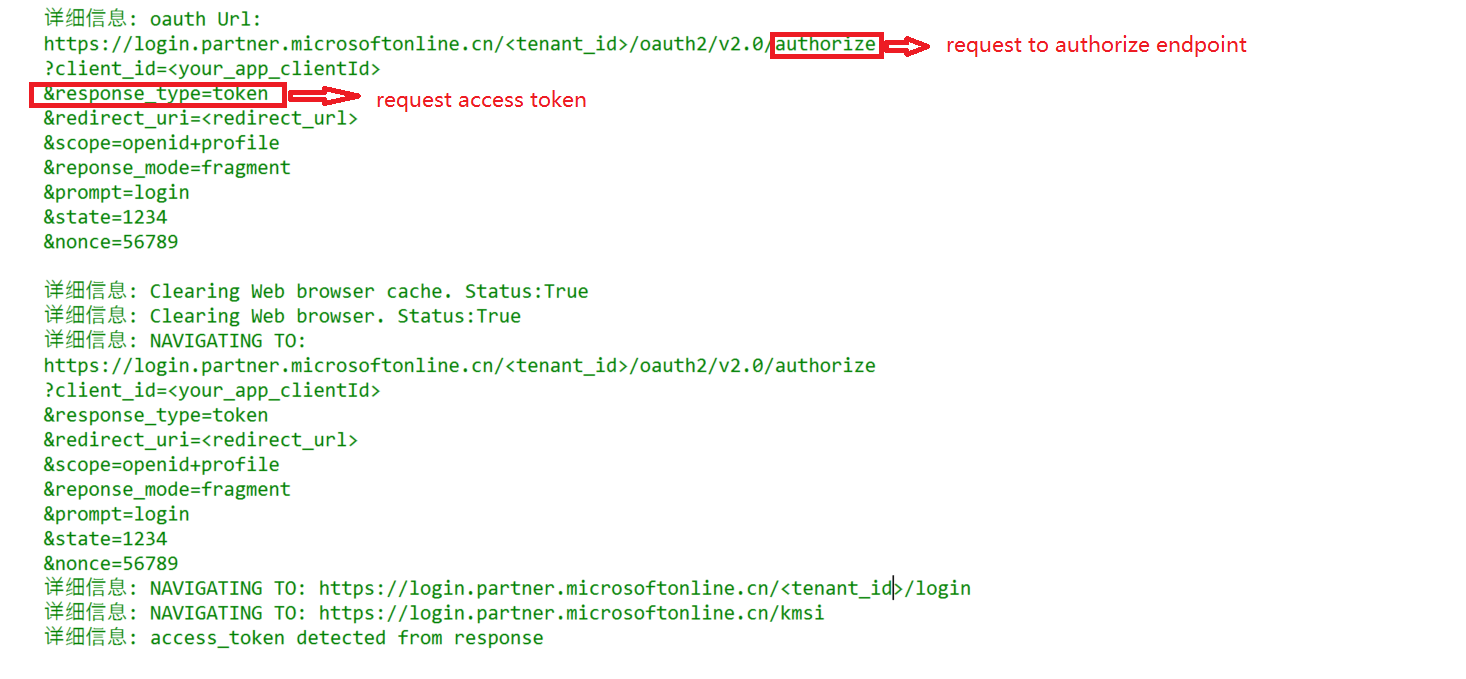 详细信息: oauth Url:
https://login.partner.microsoftonline.cn/<tenant_id>/oauth2/v2.0/authorize request to authorize endpoint
?client_id=<your_app_clientId>
&response_type=token request access token
&redirect_uri=<redirect_url>
&scope=openid+profile
&reponse_mode=fragment
&prompt=login
&state=1234
&nonce=56789
详细信息: Clearing Web browser cache. Status:True
详细信息: Clearing Web browser. Status:True
详细信息: NAVIGATING TO:
https://login.partner.microsoftonline.cn/<tenant_id>/oauth2/v2.0/authorize
?client_id=<your_app_clientId>
&response_type=token
&redirect_uri=<redirect_url>
&scope=openid+profile
&reponse_mode=fragment
&prompt=login
&state=1234
&nonce=56789
详细信息: NAVIGATING TO: https://login.partner.microsoftonline.cn/<tenant_id>/login
详细信息: NAVIGATING TO: https://login.partner.microsoftonline.cn/kmsi
详细信息: access_token detected from response